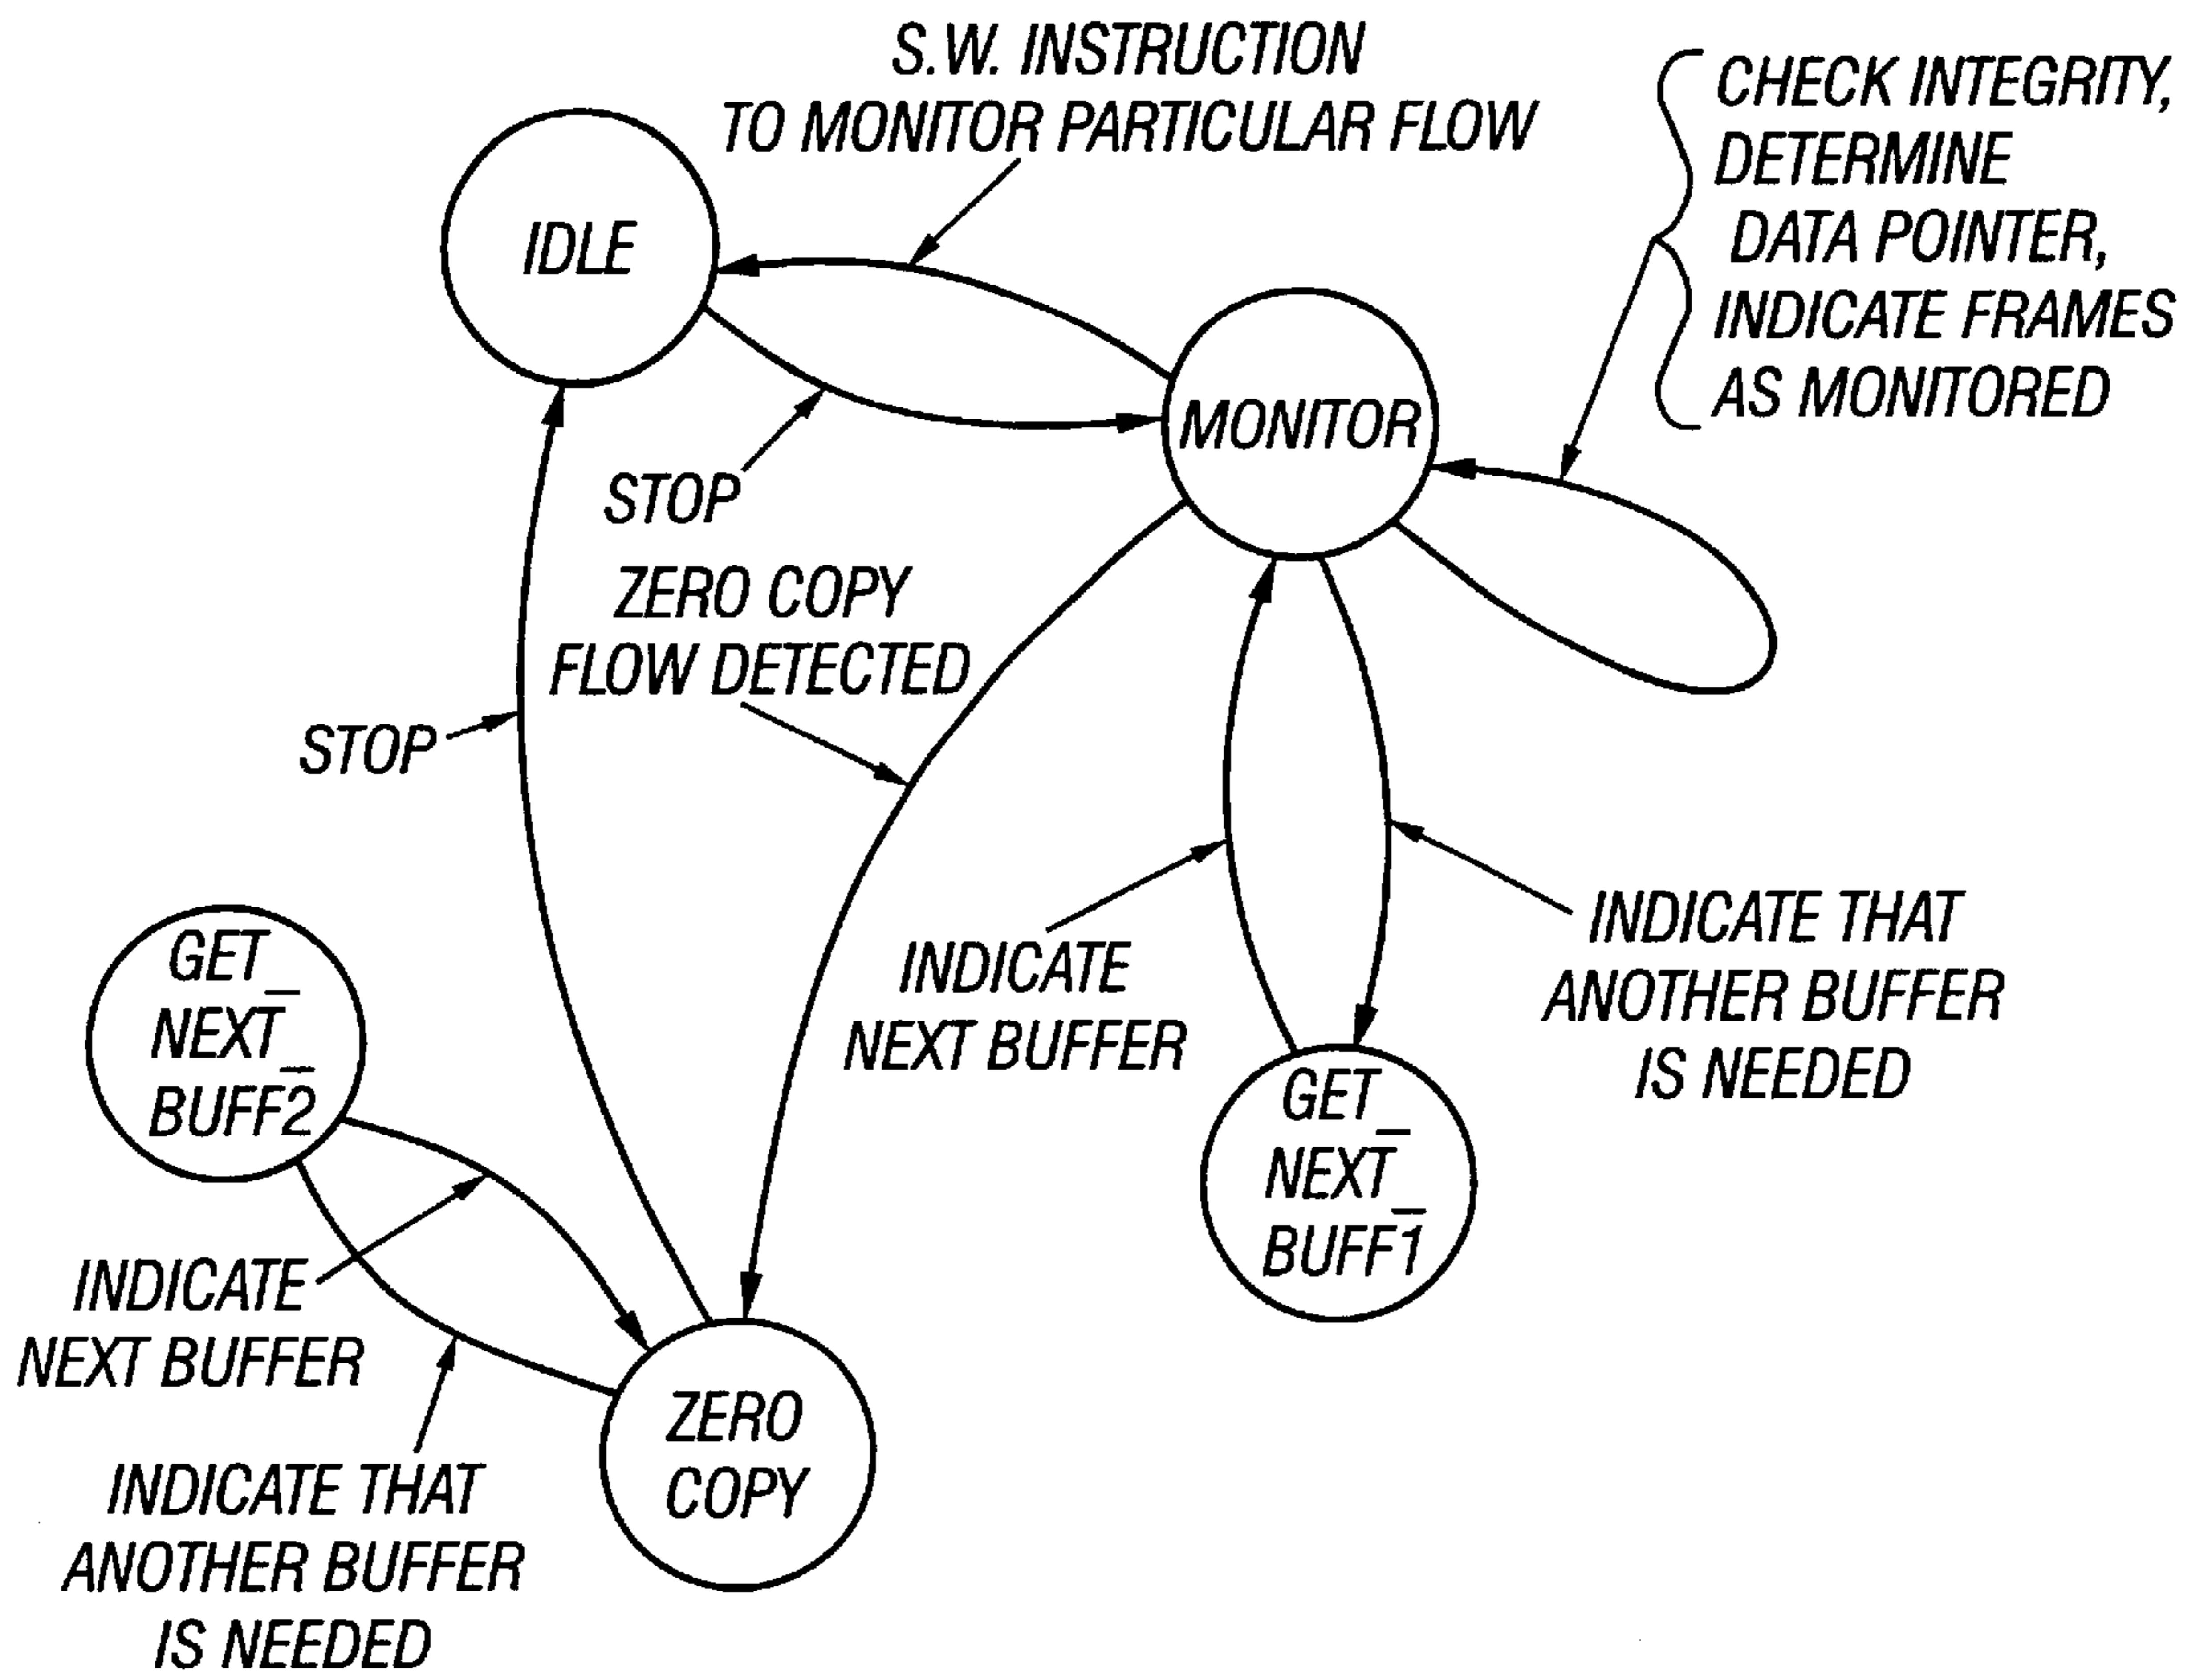 S.W. INSTRUCTION
TO MONITOR PARTICULAR FLOW
CHECK INTEGRITY,
DETERMINE
DATA POINTER,
INDICATE FRAMES
AS MONITORED
IDLE
MONITOR
STOP
ZERO COPY
FLOW DETECTED
STOP
INDICATE
NEXT BUFFER
INDICATE THAT
ANOTHER BUFFER
IS NEEDED
GET_
NEXT_
BUFF2
GET_
NEXT_
BUFF1
INDICATE
NEXT BUFFER
ZERO
COPY
INDICATE THAT
ANOTHER BUFFER
IS NEEDED